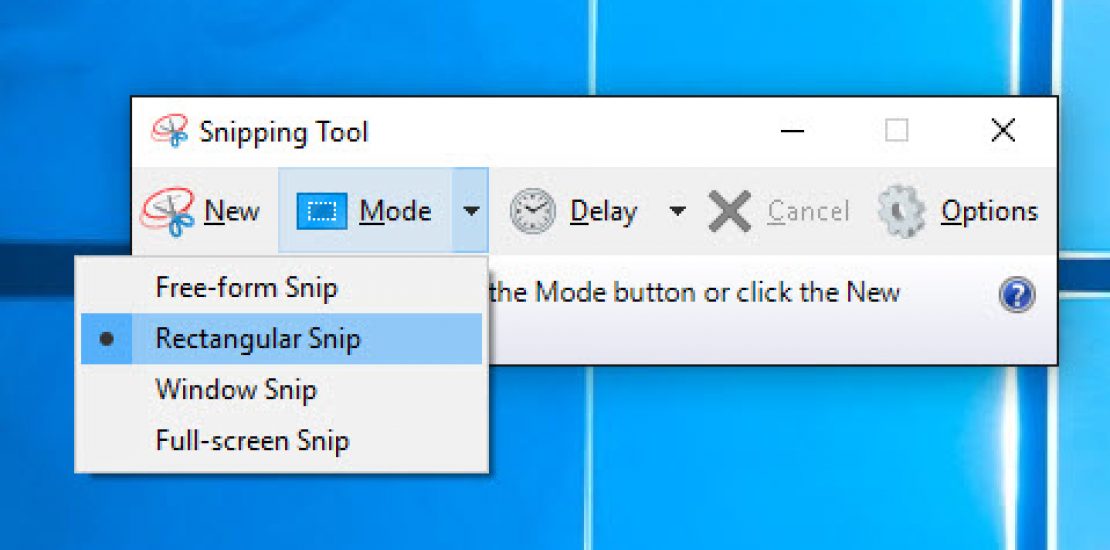 Snipping Tool
New Mode Delay Cancel Options
Free-form Snip
the Mode button or click the New
Rectangular Snip
Window Snip
Full-screen Snip